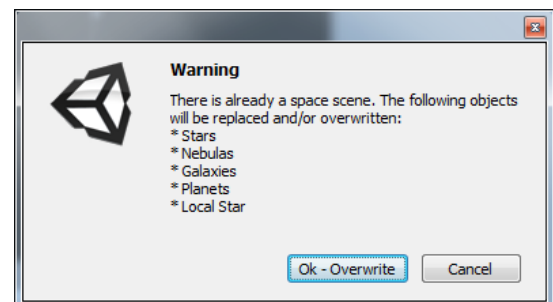 Warning
There is already a space scene. The following objects
will be replaced and/or overwritten:
* Stars
* Nebulas
* Galaxies
* Planets
* Local Star
Ok - Overwrite
Cancel